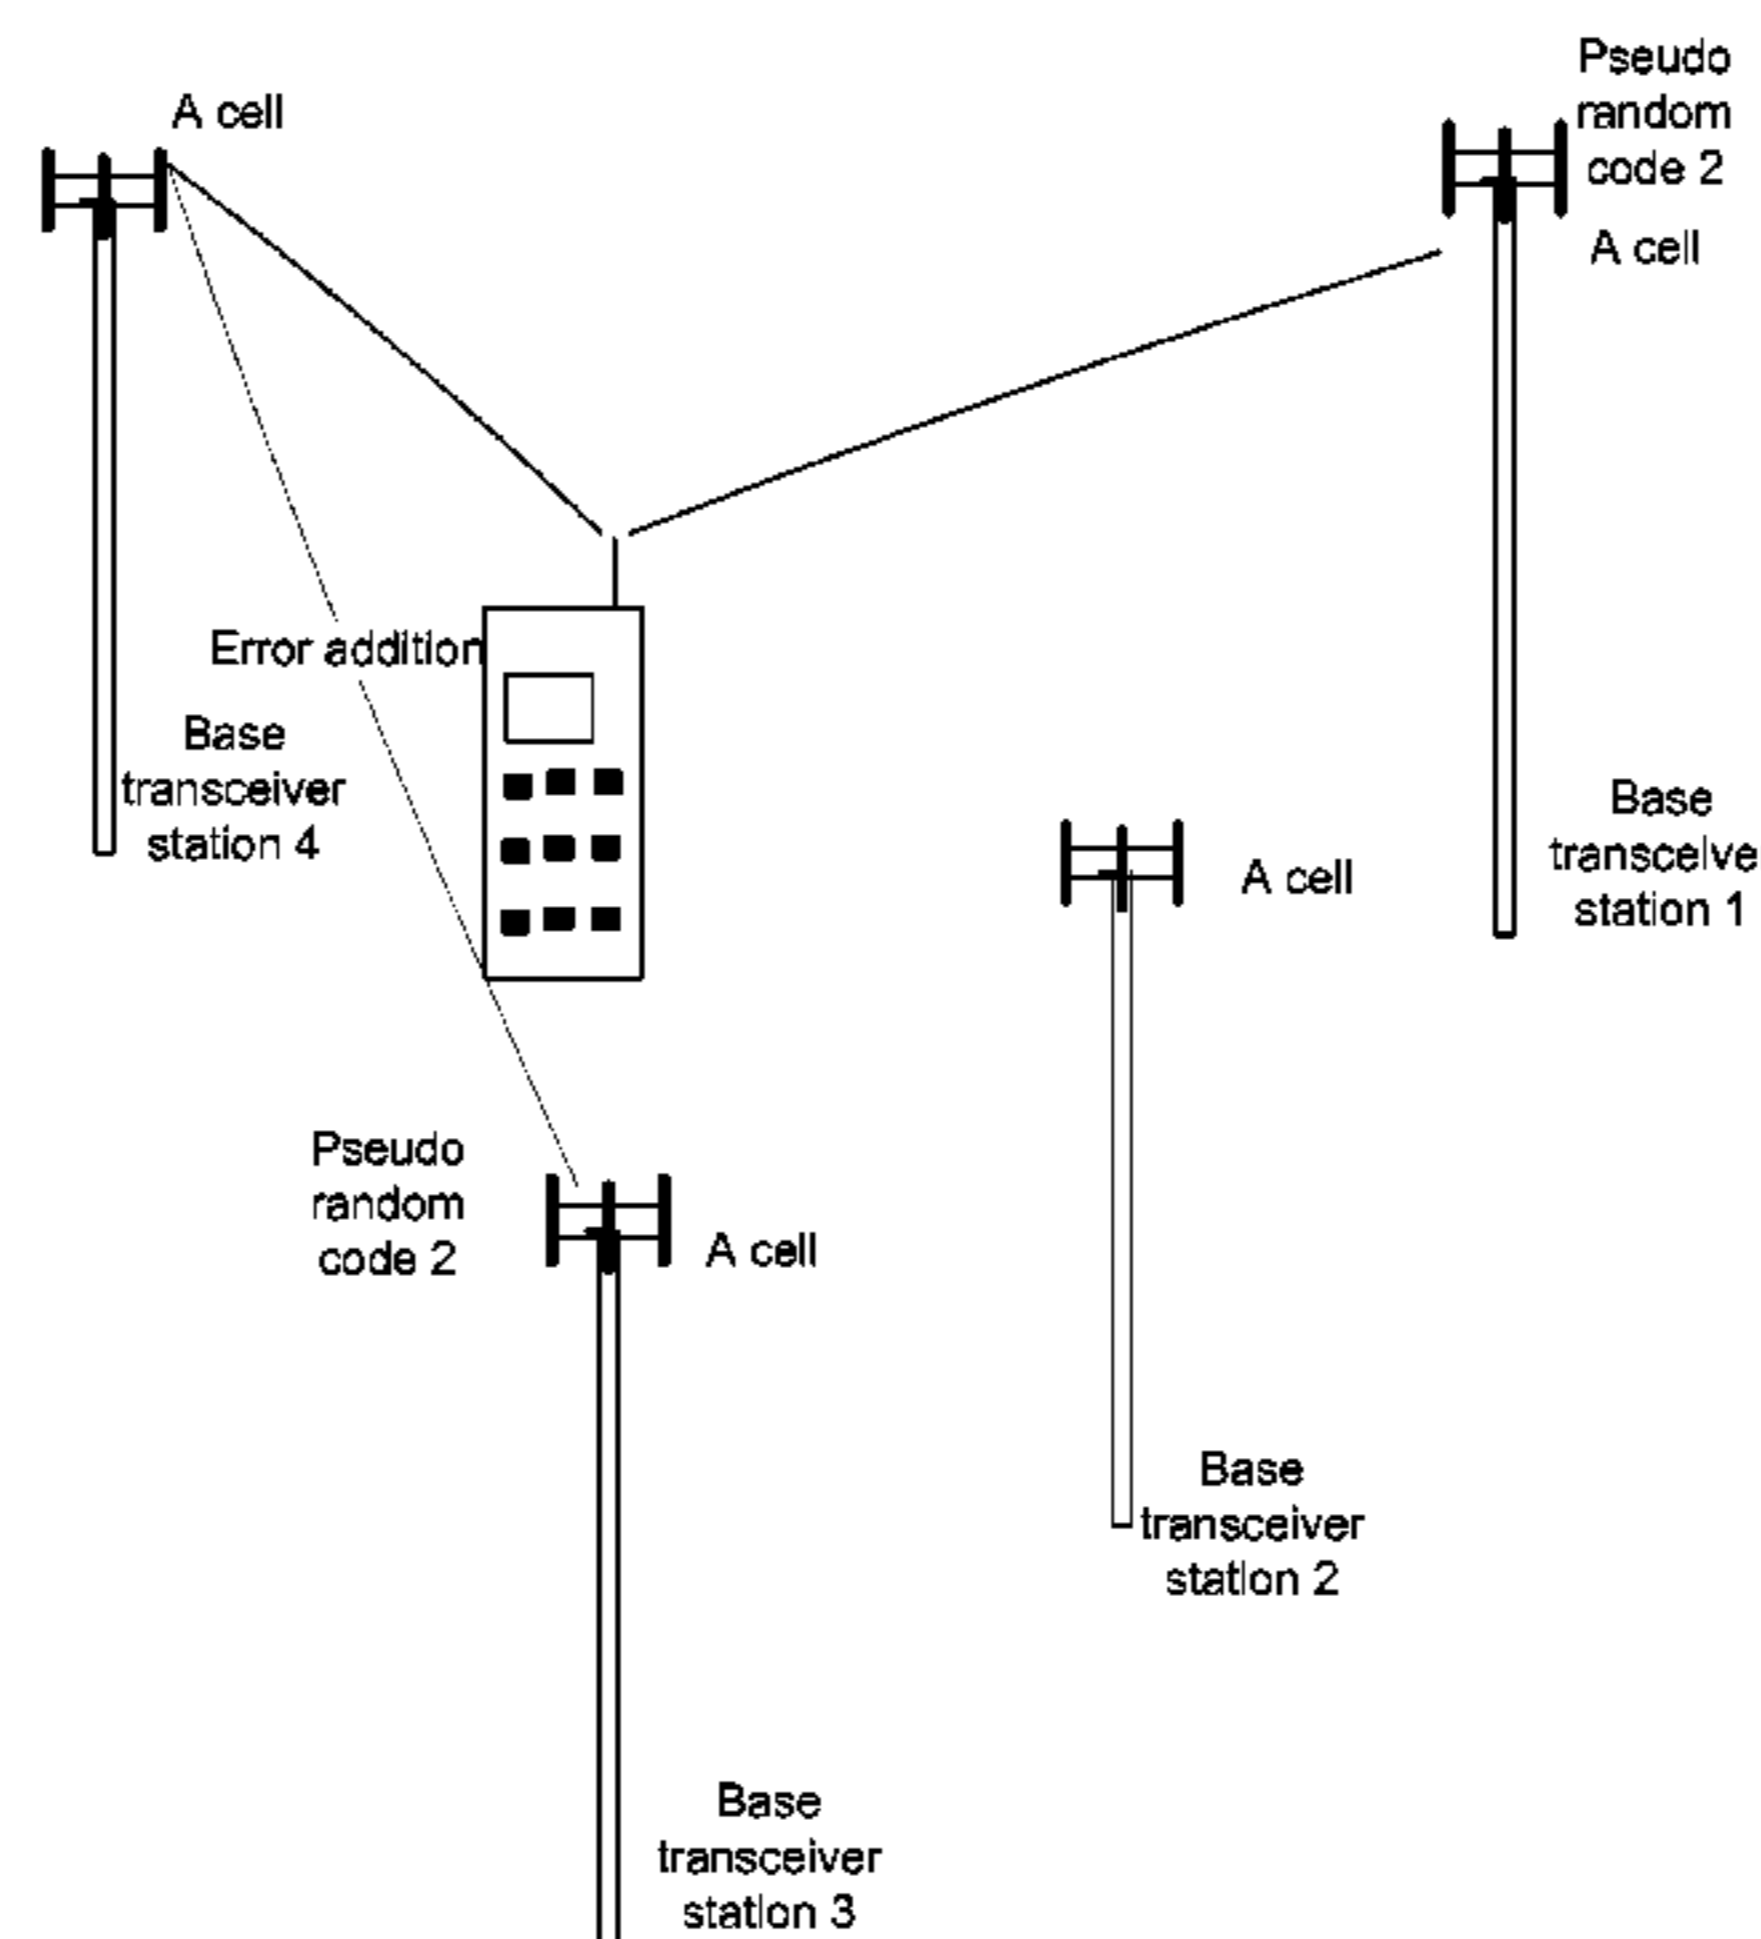 A cell
Pseudo
random
code 2
A cell
Error addition
Base
transceiver
station 4
Base
transceive
station 1
A cell
Pseudo
random
code 2
A cell
Base
transceiver
station 2
Base
transceiver
station 3